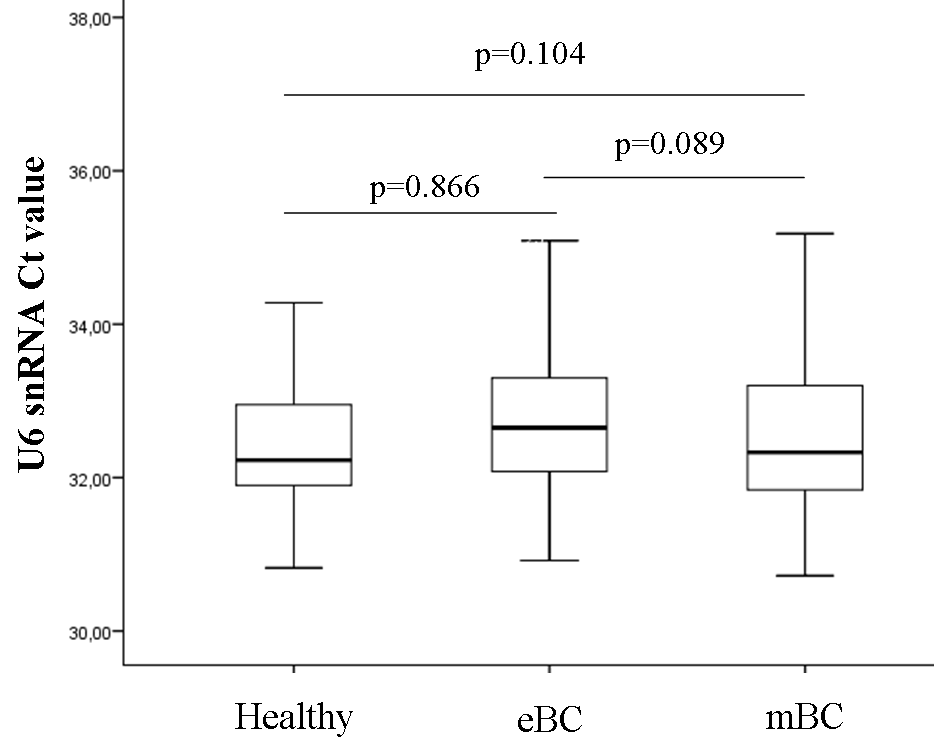 38,00
p=0.104
p=0.089
36,00
p=0.866
34,00
32,00
30,00
U6 snRNA Ct value
Healthy eBC mBC